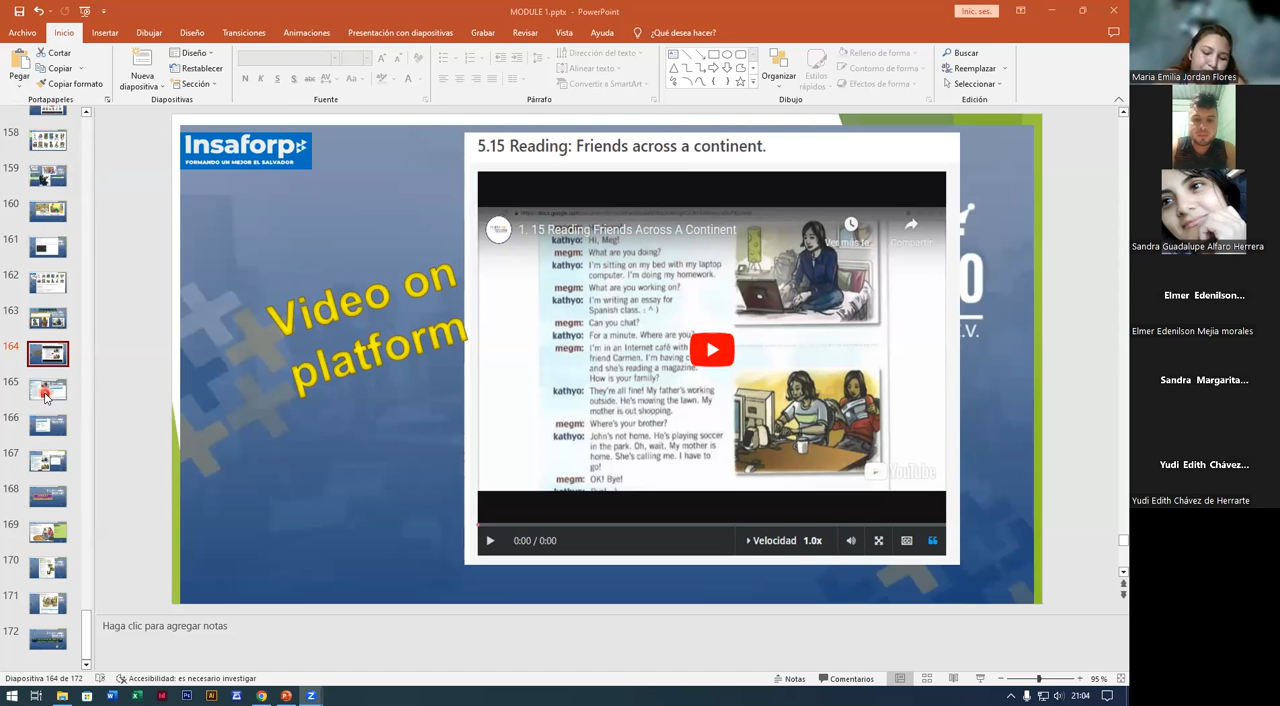 MODULE 1.pptx - PowerPoint
Inic. ses.
Archivo Inicio Insertar Dibujar Diseño Transiciones Animaciones Presentación con diapositivas Grabar Revisar Vista Ayuda ¿Qué desea hacer?
Pegar
Cortar
Copiar
Copiar formato
Portapapeles
Nueva diapositiva
Diseño
Restablecer
Sección
Diapositivas
Fuente
Dirección del texto
Alinear texto
Convertir a SmartArt
Párrafo
Organizar
Estilos rápidos
Relleno de forma
Contorno de forma
Efectos de forma
Dibujo
Buscar
Reemplazar
Seleccionar
Edición
158
159
160
161
162
163
164
165
166
168
169
170
171
172
Insaforp
FORMANDO UN MEJOR EL SALVADOR
Video on
platform
5.15 Reading: Friends across a continent.
1. 15 Reading Friends Across A Continent
Ver más ta...
Compartir
kathyo: Hi, Meg!
megm: What are you doing?
kathyo: I'm sitting on my bed with my laptop
computer. I'm doing my homework.
megm: What are you working on?
kathyo: I'm writing an essay for
Spanish class. : ^ )
megm: Can you chat?
kathyo: For a minute. Where are you?
megm: I'm in an Internet café with
friend Carmen. I'm having
and she's reading a magazine.
How is your family?
kathyo: They're all fine! My father's working
outside. He's mowing the lawn. My
mother is out shopping.
megm: Where's your brother?
kathyo: John's not home. He's playing soccer
in the park. Oh, wait. My mother is
home. She's calling me. I have to
go!
megm: OK! Bye!
YouTube
0:00 / 0:00
Velocidad 1.0x
E.V.
Haga clic para agregar notas
Diapositiva 164 de 172
Accesibilidad: es necesario investigar
Notas
Comentarios
95 %
21:04
Maria Emilia Jordan Flores
Sandra Guadalupe Alfaro Herrera
Elmer Edenilson...
Elmer Edenilson Mejia morales
Sandra Margarita...
Yudi Edith Chávez...
Yudi Edith Chávez de Herrarte